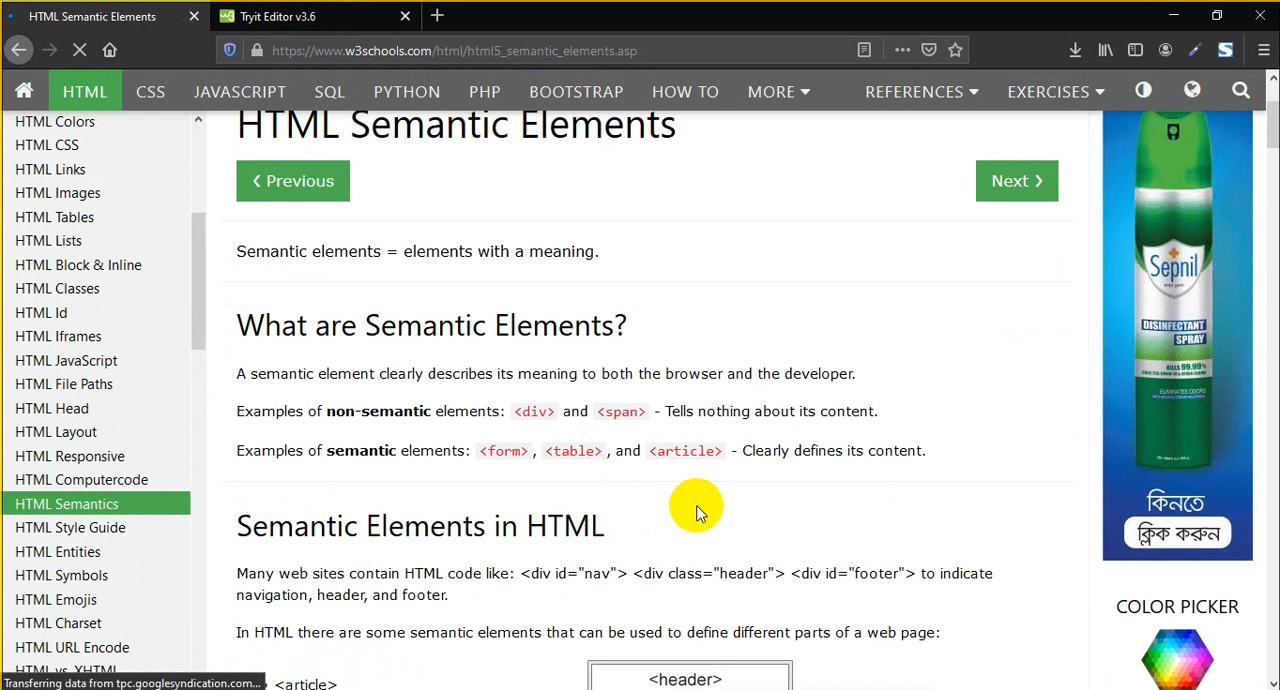 HTML Semantic Elements
Tryit Editor v3.6
https://www.w3schools.com/html/html5_semantic_elements.asp
HTML CSS JAVASCRIPT SQL PYTHON PHP BOOTSTRAP HOW TO MORE REFERENCES EXERCISES
HTML Colors
HTML CSS
HTML Links
HTML Images
HTML Tables
HTML Lists
HTML Block & Inline
HTML Classes
HTML Id
HTML Iframes
HTML JavaScript
HTML File Paths
HTML Head
HTML Layout
HTML Responsive
HTML Computercode
HTML Semantics
HTML Style Guide
HTML Entities
HTML Symbols
HTML Emojis
HTML Charset
HTML URL Encode
HTML vs. XHTML
Transferring data from tpc.googlesyndication.com...
HTML Semantic Elements
❮ Previous
Next ❯
Semantic elements = elements with a meaning.
What are Semantic Elements?
A semantic element clearly describes its meaning to both the browser and the developer.
Examples of non-semantic elements: <div> and <span> - Tells nothing about its content.
Examples of semantic elements: <form>, <table>, and <article> - Clearly defines its content.
Semantic Elements in HTML
Many web sites contain HTML code like: <div id="nav"> <div class="header"> <div id="footer"> to indicate
navigation, header, and footer.
In HTML there are some semantic elements that can be used to define different parts of a web page:
<article>
<header>
Sepnil
DISINFECTANT
SPRAY
KILLS 99.99%
ELIMINATES ODORS
কিনতে
ক্লিক করুন
COLOR PICKER